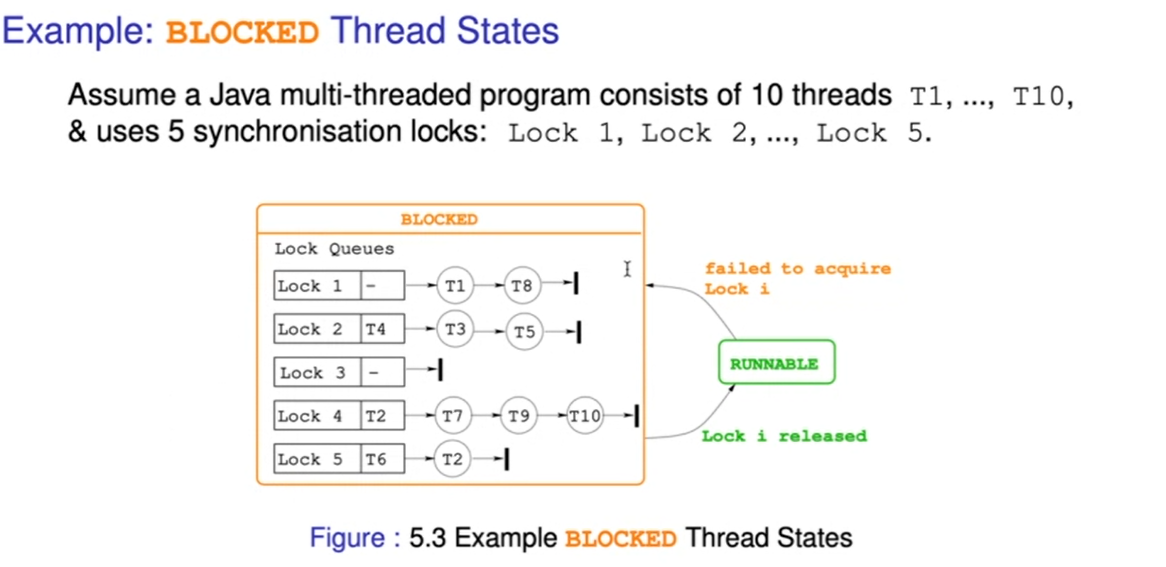 Example: BLOCKED Thread States
Assume a Java multi-threaded program consists of 10 threads T1, ..., T10,
& uses 5 synchronisation locks: Lock 1, Lock 2, ..., Lock 5.
BLOCKED
Lock Queues
Lock 1 - T1 T8
Lock 2 T4 T3 T5
Lock 3 -
Lock 4 T2 T7 T9 T10
Lock 5 T6 T2
failed to acquire
Lock i
RUNNABLE
Lock i released
Figure : 5.3 Example BLOCKED Thread States